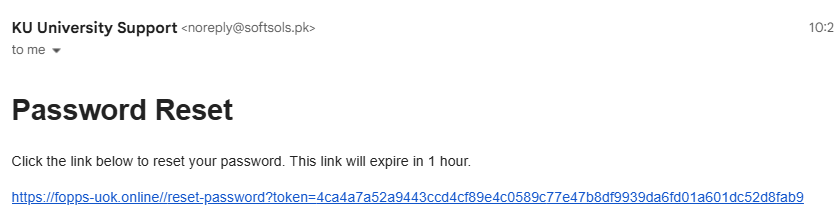 KU University Support <noreply@softsols.pk> 10:2
to me
Password Reset
Click the link below to reset your password. This link will expire in 1 hour.
https://fopps-uok.online//reset-password?token=4ca4a7a52a9443ccd4cf89e4c0589c77e47b8df9939da6fd01a601dc52d8fab9